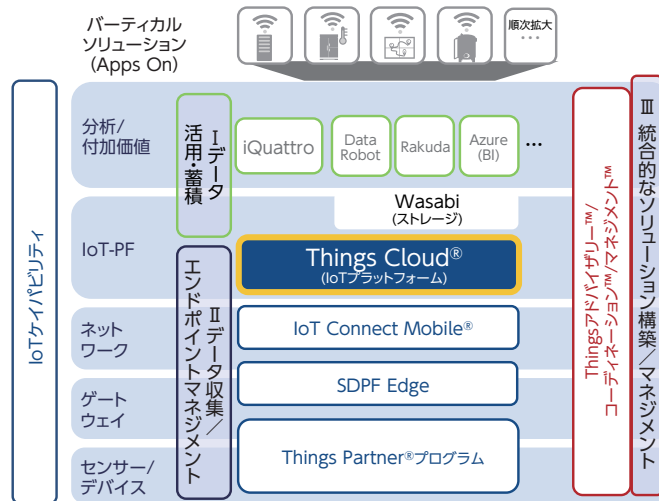 バーティカル
ソリューション
(Apps On)
順次拡大
•••
IoTケイパビリティ
分析/
付加価値
Ⅰデータ
活用・蓄積
iQuattro
Data
Robot
Rakuda
Azure
(BI)
•••
Wasabi
(ストレージ)
IoT-PF
Things Cloud®
(IoTプラットフォーム)
Ⅱデータ収集／
エンドポイントマネジメント
ネット
ワーク
IoT Connect Mobile®
ゲート
ウェイ
SDPF Edge
センサー/
デバイス
Things Partner®プログラム
Thingsアドバイザリー™/
コーディネーション™/マネジメント™
Ⅲ 統合的なソリューション構築／マネジメント